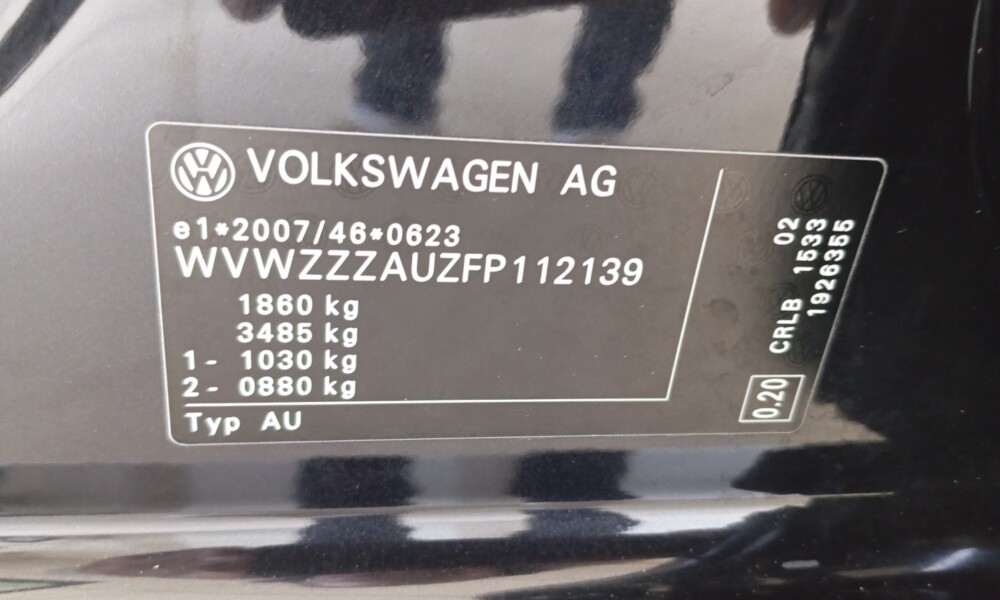 VOLKSWAGEN AG
e1*2007/46*0623
WVWZZZAUZFP112139
1860 kg
3485 kg
1- 1030 kg
2- 0880 kg
Typ AU
CRLB 02
1533
1926355
0.20